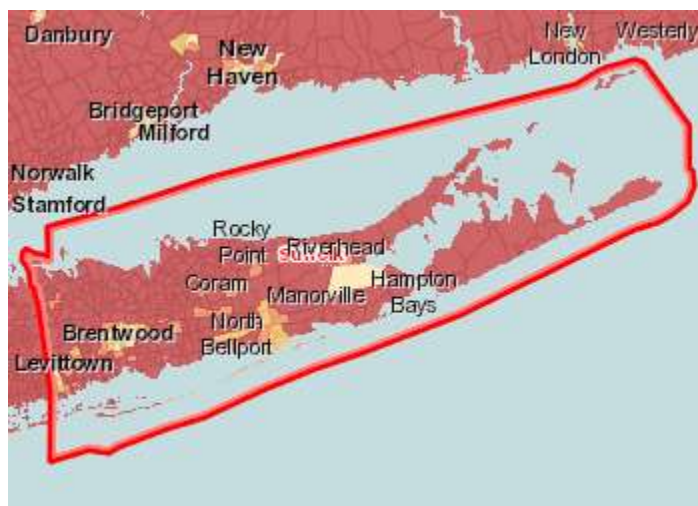 Danbury
New
Haven
New
London
Westerly
Bridgeport
Milford
Norwalk
Stamford
Rocky
Point
Riverhead
Suffolk
Coram
Manorville
Hampton
Bays
Brentwood
North
Bellport
Levittown